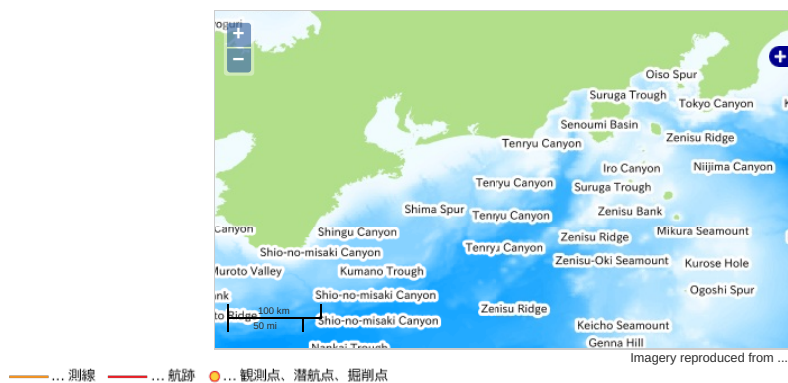 +
−
+
Oiso Spur
Suruga Trough
Tokyo Canyon
Senoumi Basin
Zenisu Ridge
Tenryu Canyon
Iro Canyon
Niijima Canyon
Tenryu Canyon
Suruga Trough
Shima Spur
Tenryu Canyon
Zenisu Bank
Canyon
Shingu Canyon
Zenisu Ridge
Mikura Seamount
Shio-no-misaki Canyon
Tenryu Canyon
Zenisu-Oki Seamount
Kurose Hole
Muroto Valley
Kumano Trough
Ogoshi Spur
Shio-no-misaki Canyon
Zenisu Ridge
100 km
to Ridge
50 mi
Shio-no-misaki Canyon
Keicho Seamount
Genna Hill
Nankai Trough
Imagery reproduced from ...
... 測線 ... 航跡 ... 観測点、潜航点、掘削点